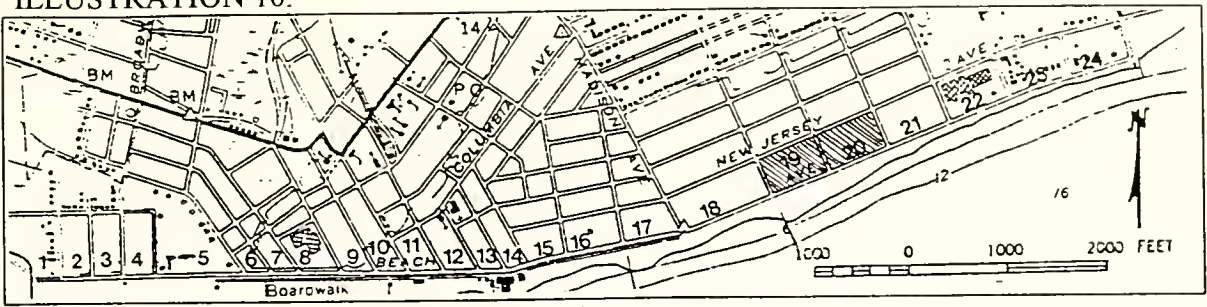 ILLUSTRATION 10.
BM
BM
BROADWAY
14
AVE
COLUMBIA
P O
MADISON
AVE
NEW JERSEY
AVE
AVE
1 2 3 4 5 6 7 8 9 10 11 12 13 14 15 16 17 18 19 20 21 22 23 24
BEACH
Boardwalk
N
6
12
16
1000 0 1000 2000 FEET